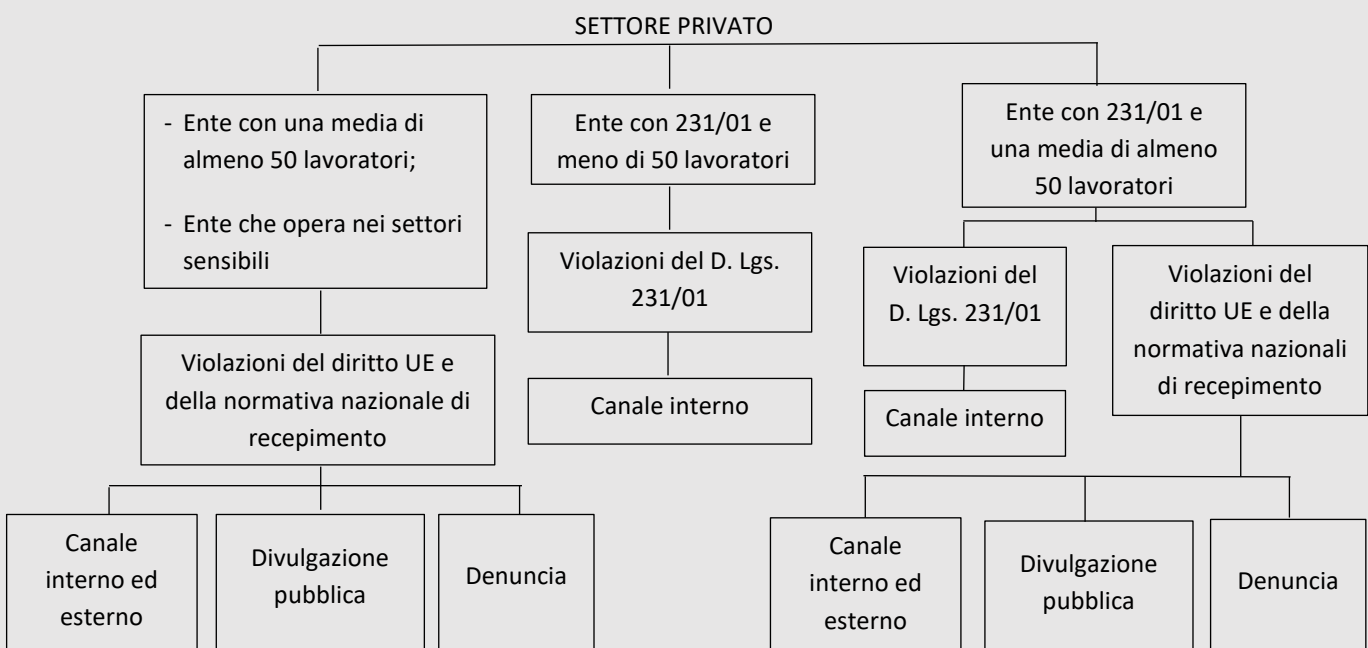 SETTORE PRIVATO
- Ente con una media di
almeno 50 lavoratori;
- Ente che opera nei settori
sensibili
Ente con 231/01 e
meno di 50 lavoratori
Ente con 231/01 e
una media di almeno
50 lavoratori
Violazioni del D. Lgs.
231/01
Violazioni del
D. Lgs. 231/01
Violazioni del
diritto UE e della
normativa nazionali
di recepimento
Violazioni del diritto UE e
della normativa nazionale di
recepimento
Canale interno
Canale interno
Canale
interno ed
esterno
Divulgazione
pubblica
Denuncia
Canale
interno ed
esterno
Divulgazione
pubblica
Denuncia